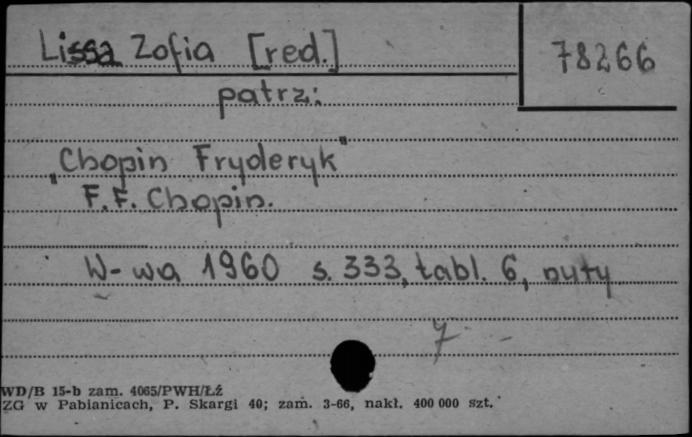 Lissa Zofia [red.]
78266
patrz:
„Chopin Fryderyk"
F.F. Chopin.
W-wa 1960 s. 333, tabl. 6, nuty
7
WD/B 15-b zam. 4065/PWH/Łź
ZG w Pabianicach, P. Skargi 40; zam. 3-66, nakł. 400 000 szt.